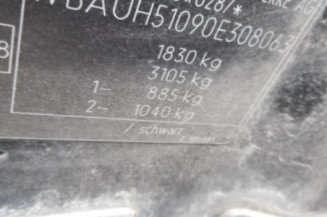 WBAUH51090E308063
1830 kg
3105 kg
1- 885 kg
2- 1040 kg
/ schwarz